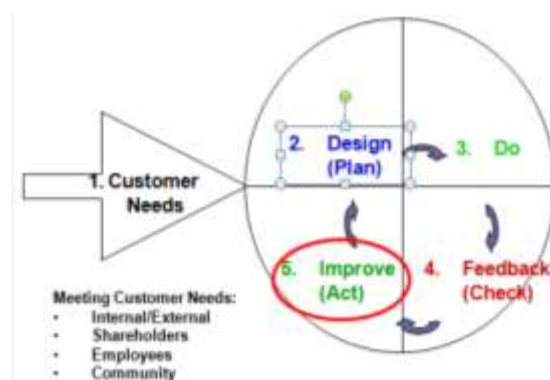 1. Customer
Needs
2. Design
(Plan)
3. Do
4. Feedback
(Check)
5. Improve
(Act)
Meeting Customer Needs:
• Internal/External
• Shareholders
• Employees
• Community